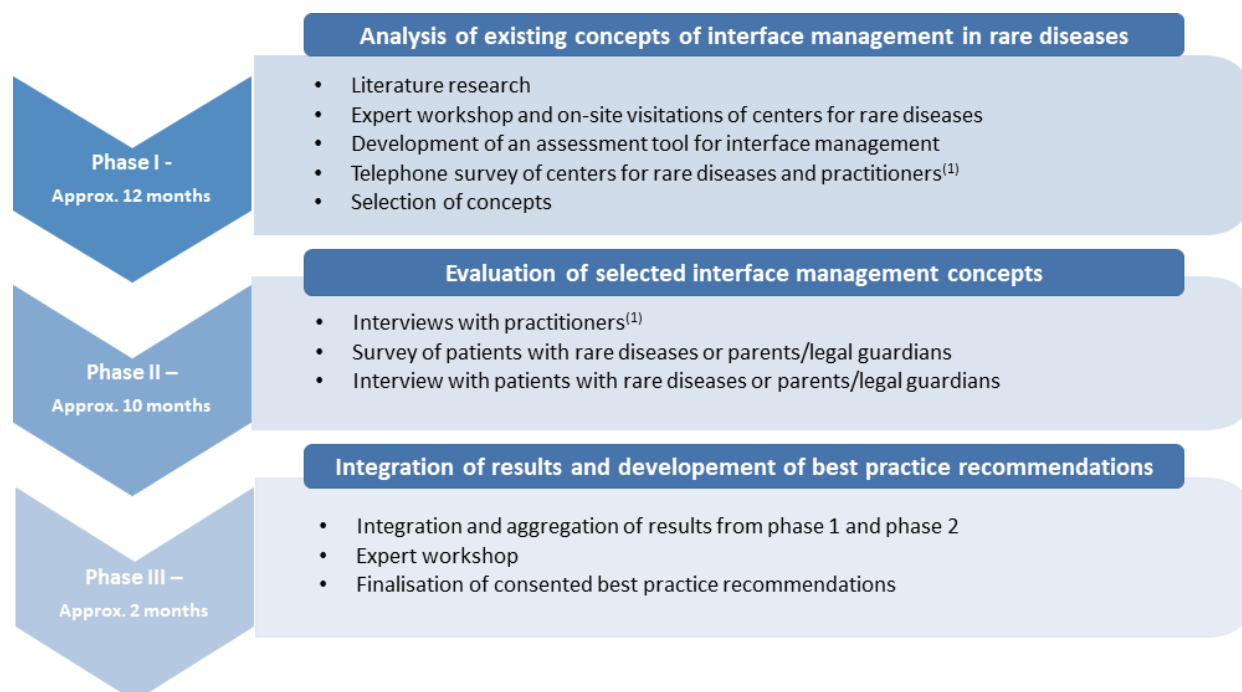 Analysis of existing concepts of interface management in rare diseases
Phase I -
Approx. 12 months
• Literature research
• Expert workshop and on-site visitations of centers for rare diseases
• Development of an assessment tool for interface management
• Telephone survey of centers for rare diseases and practitioners(1)
• Selection of concepts
Evaluation of selected interface management concepts
Phase II –
Approx. 10 months
• Interviews with practitioners(1)
• Survey of patients with rare diseases or parents/legal guardians
• Interview with patients with rare diseases or parents/legal guardians
Integration of results and developement of best practice recommendations
Phase III –
Approx. 2 months
• Integration and aggregation of results from phase 1 and phase 2
• Expert workshop
• Finalisation of consented best practice recommendations